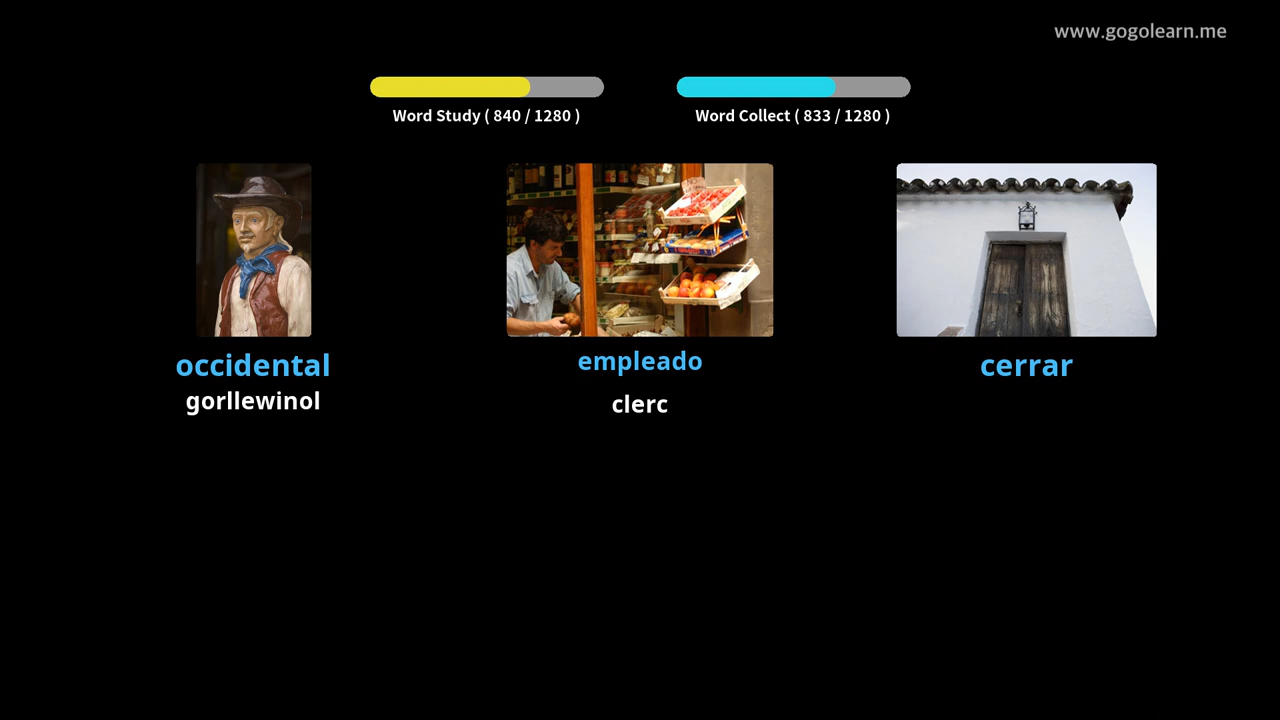 www.gogolearn.me
Word Study ( 840 / 1280 )
Word Collect ( 833 / 1280 )
occidental
gorllewinol
empleado
clerc
cerrar